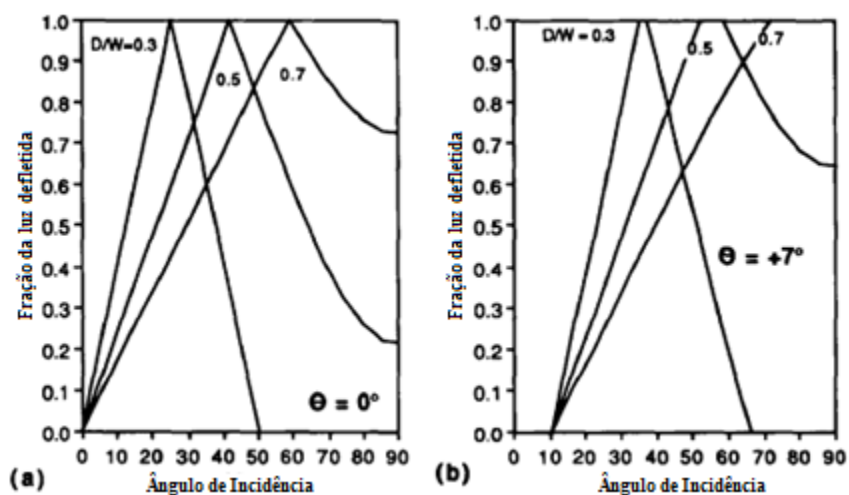 Fração da luz defletida
1.0
0.9
0.8
0.7
0.6
0.5
0.4
0.3
0.2
0.1
0.0
D/W=0.3
0.5
0.7
Θ = 0°
0 10 20 30 40 50 60 70 80 90
(a) Ângulo de Incidência
Fração da luz defletida
1.0
0.9
0.8
0.7
0.6
0.5
0.4
0.3
0.2
0.1
0.0
D/W = 0.3
0.5
0.7
Θ = +7°
0 10 20 30 40 50 60 70 80 90
(b) Ângulo de Incidência